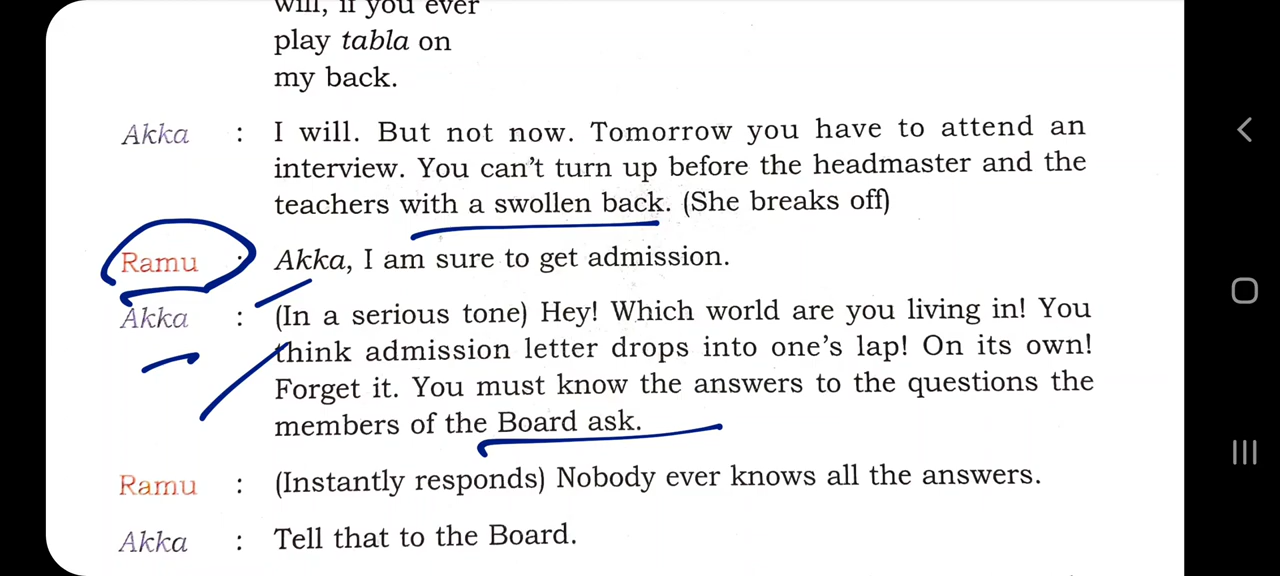 will, if you ever
play tabla on
my back.
Akka : I will. But not now. Tomorrow you have to attend an
interview. You can't turn up before the headmaster and the
teachers with a swollen back. (She breaks off)
Ramu : Akka, I am sure to get admission.
Akka : (In a serious tone) Hey! Which world are you living in! You
think admission letter drops into one's lap! On its own!
Forget it. You must know the answers to the questions the
members of the Board ask.
Ramu : (Instantly responds) Nobody ever knows all the answers.
Akka : Tell that to the Board.